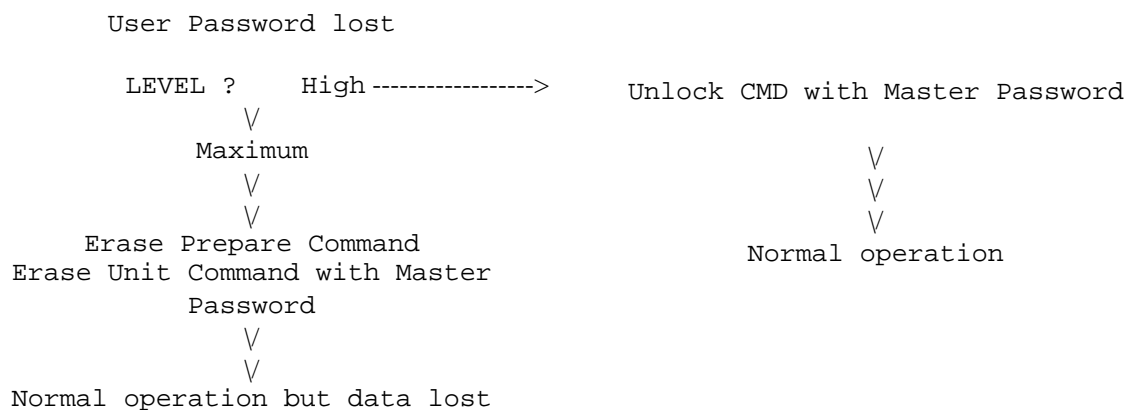 User Password lost
LEVEL ? High ------------------> Unlock CMD with Master Password
\/ 
Maximum \/
\/ \/
\/ \/
Erase Prepare Command Normal operation
Erase Unit Command with Master
Password
\/
\/
Normal operation but data lost